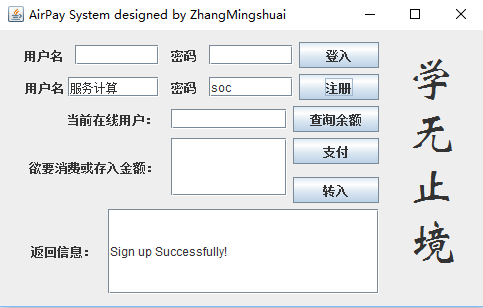 AirPay System designed by ZhangMingshuai
用户名 密码 登入
用户名 服务计算 密码 soc 注册
当前在线用户： 查询余额
欲要消费或存入金额： 支付
转入
返回信息： Sign up Successfully!
学
无
止
境